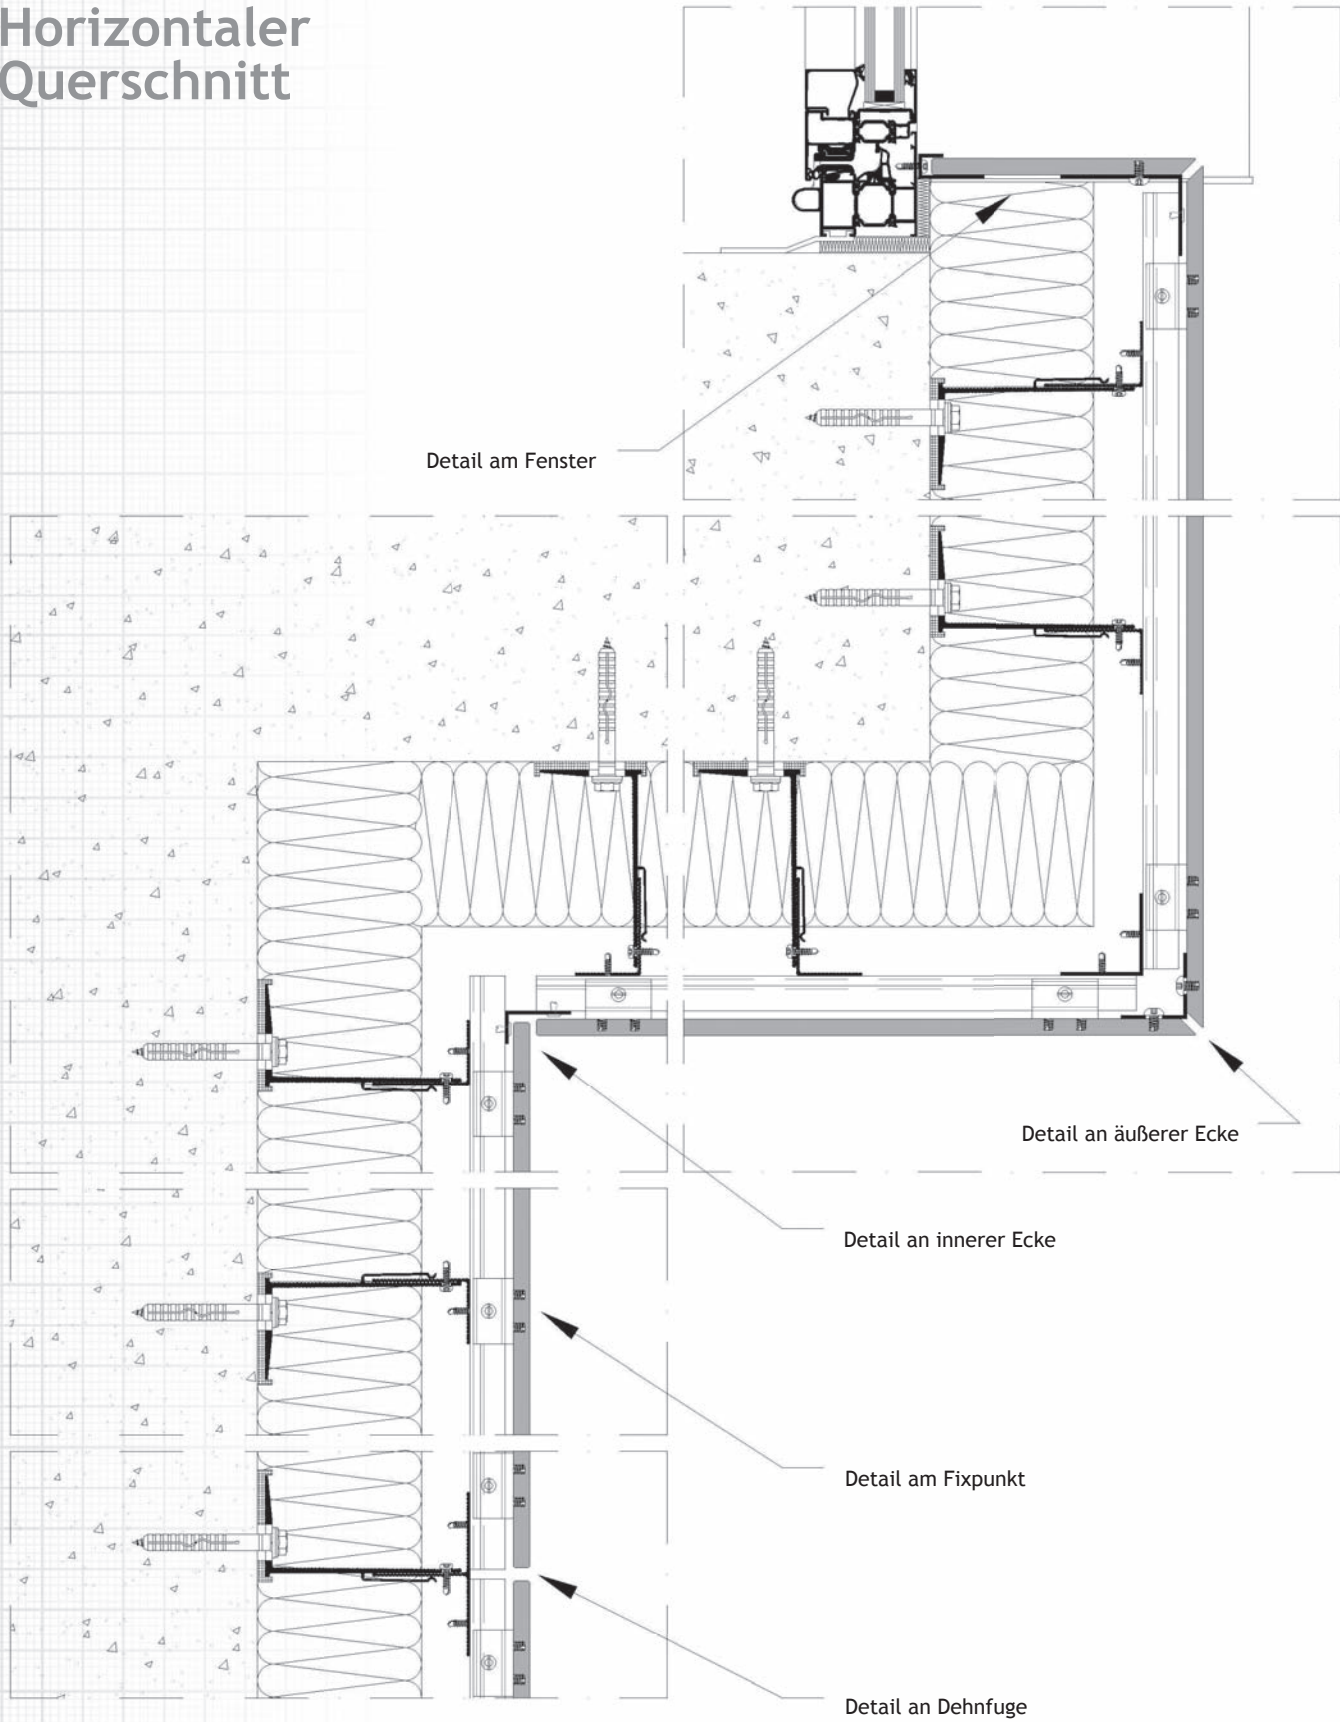 Horizontaler
Querschnitt
Detail am Fenster
Detail an äußerer Ecke
Detail an innerer Ecke
Detail am Fixpunkt
Detail an Dehnfuge